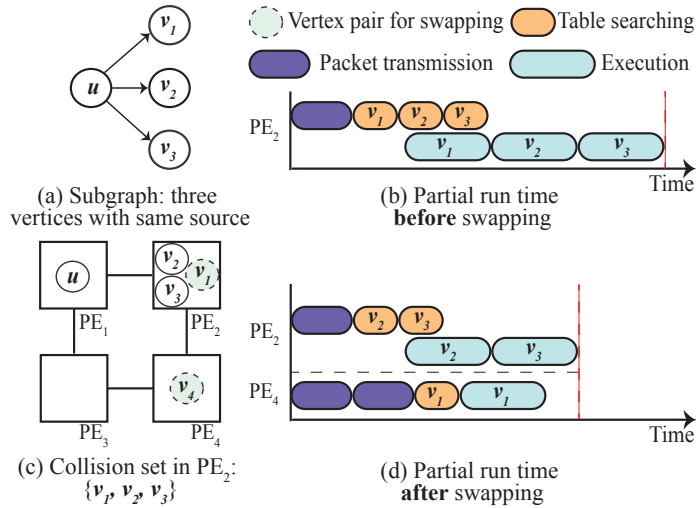 v1
u
v2
v3
(a) Subgraph: three
vertices with same source
Vertex pair for swapping
Table searching
Packet transmission
Execution
PE2
v1 v2 v3
v1 v2 v3
Time
(b) Partial run time
before swapping
u
v2
v1
v3
PE1
PE2
v4
PE3
PE4
(c) Collision set in PE2:
{v1, v2, v3}
PE2
v2 v3
v2 v3
PE4
v1 v1
Time
(d) Partial run time
after swapping